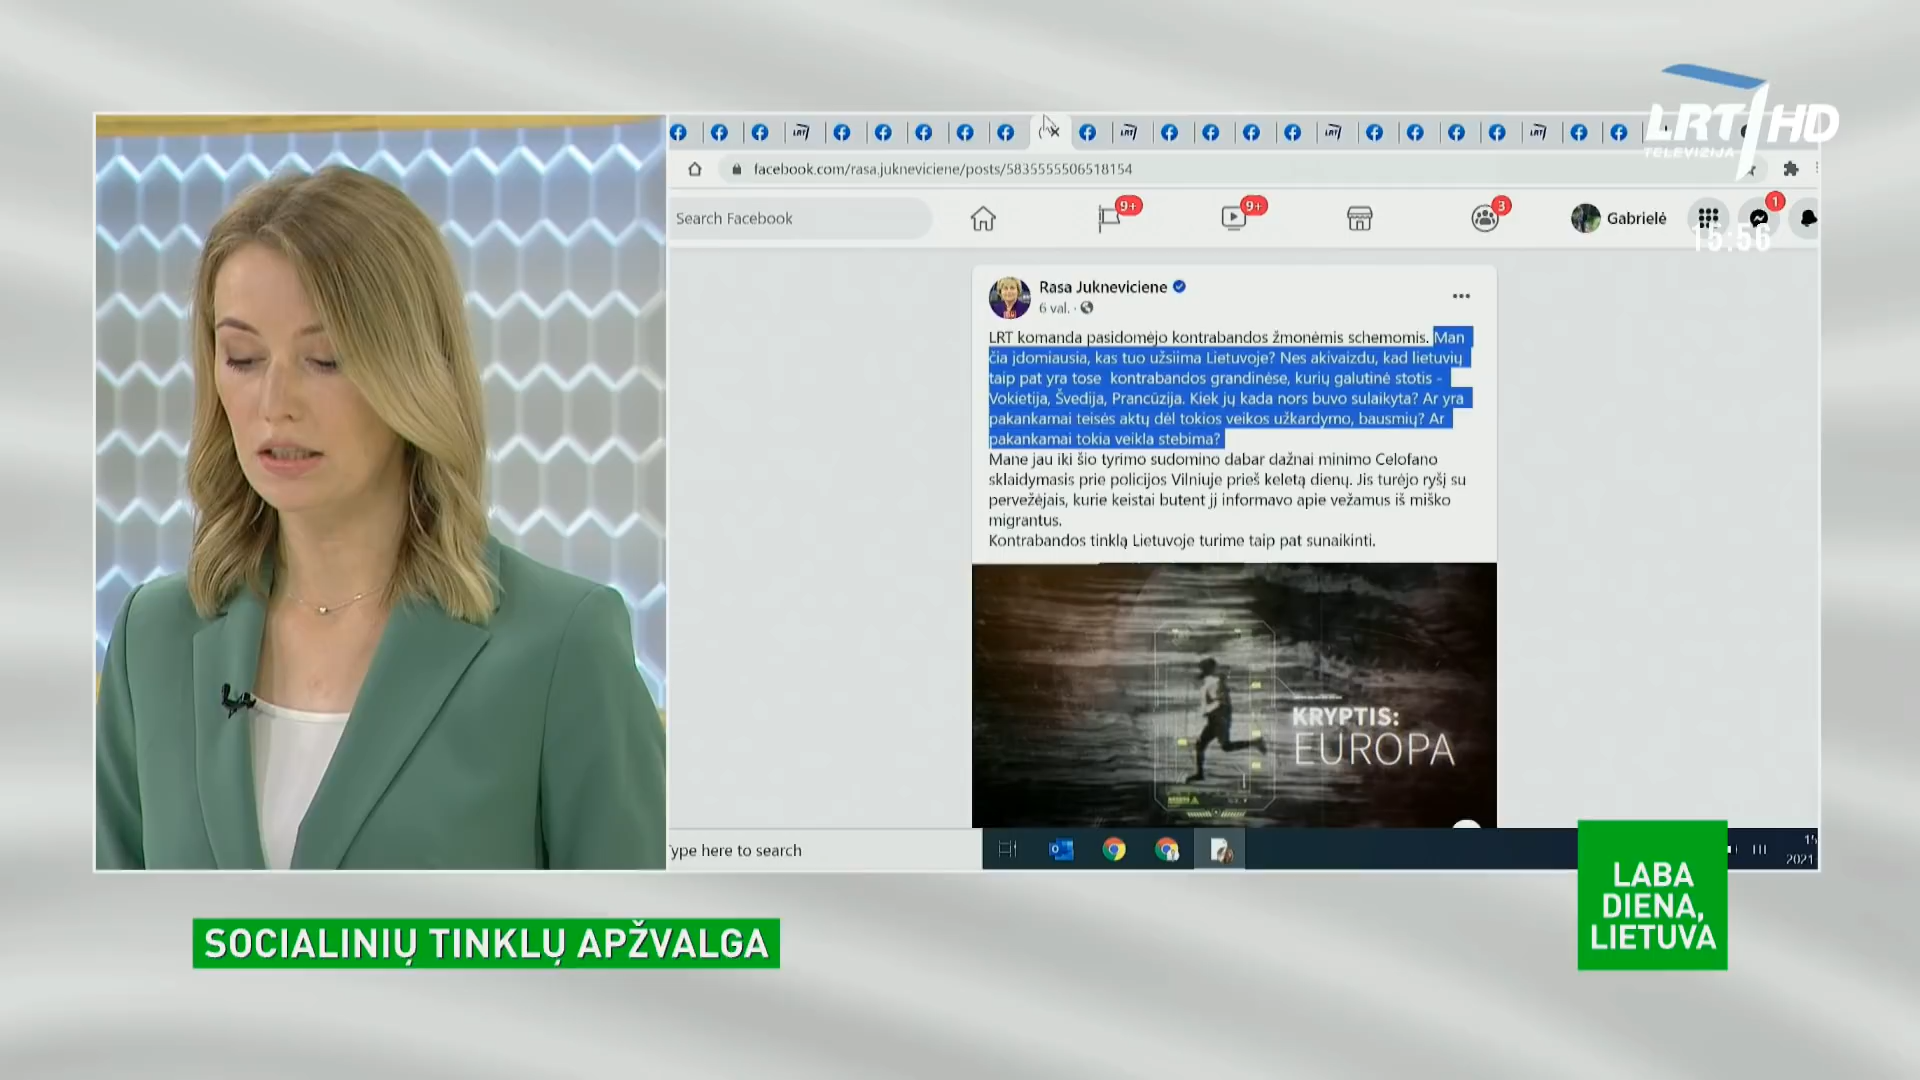 LRT HD
TELEVIZIJA
15:56
facebook.com/rasa.jukneviciene/posts/5835555506518154
Search Facebook
9+
9+
3
Gabrielė
1
Rasa Jukneviciene
6 val. ·
LRT komanda pasidomėjo kontrabandos žmonėmis schemomis. Man
čia įdomiausia, kas tuo užsiima Lietuvoje? Nes akivaizdu, kad lietuvių
taip pat yra tose kontrabandos grandinėse, kurių galutinė stotis -
Vokietija, Švedija, Prancūzija. Kiek jų kada nors buvo sulaikyta? Ar yra
pakankamai teisės aktų dėl tokios veikos užkardymo, bausmių? Ar
pakankamai tokia veikla stebima?
Mane jau iki šio tyrimo sudomino dabar dažnai minimo Celofano
sklaidymasis prie policijos Vilniuje prieš keletą dienų. Jis turėjo ryšį su
pervežėjais, kurie keistai butent jį informavo apie vežamus iš miško
migrantus.
Kontrabandos tinklą Lietuvoje turime taip pat sunaikinti.
KRYPTIS:
EUROPA
ype here to search
2021
LABA
DIENA,
LIETUVA
SOCIALINIŲ TINKLŲ APŽVALGA